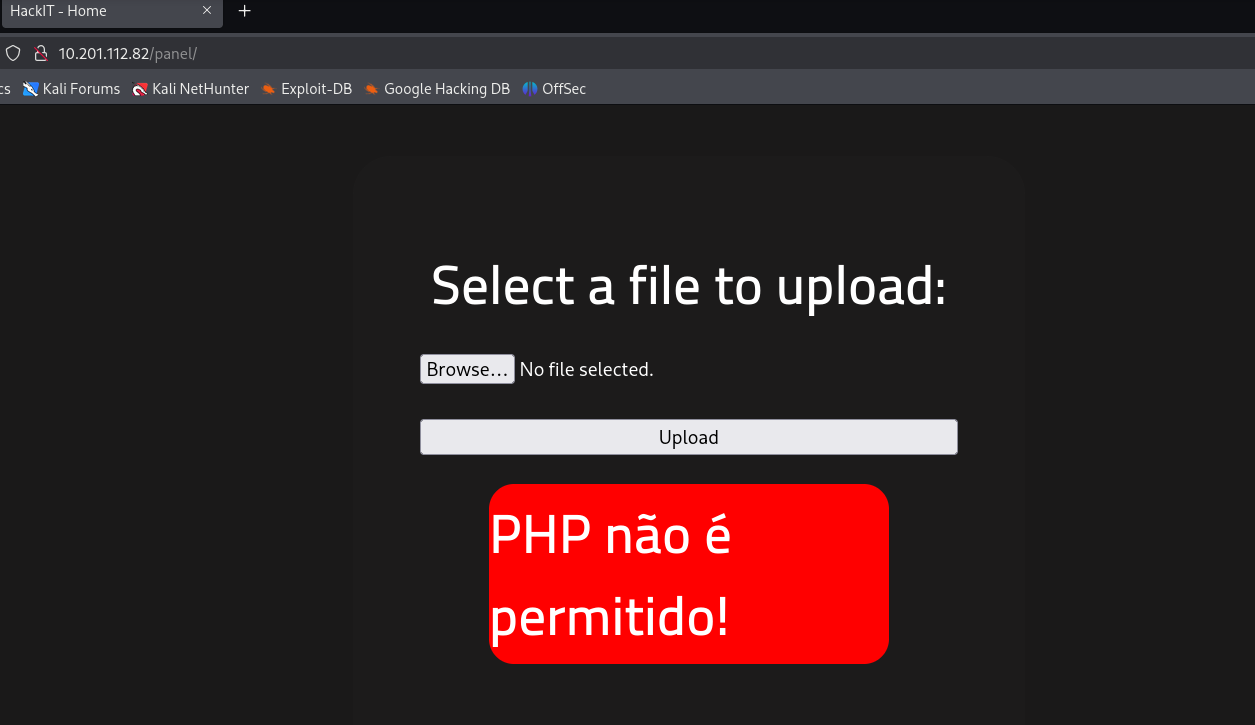 HackIT - Home
10.201.112.82/panel/
cs Kali Forums Kali NetHunter Exploit-DB Google Hacking DB OffSec
Select a file to upload:
Browse... No file selected.
Upload
PHP não é
permitido!